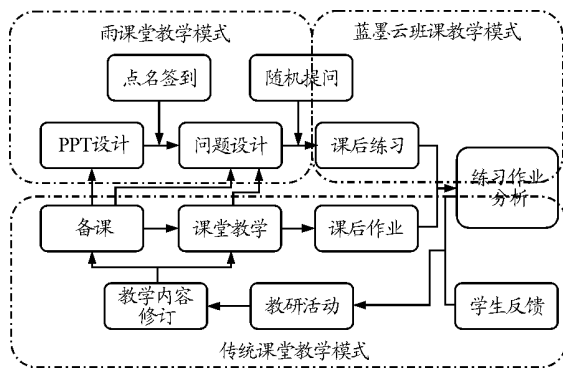 雨课堂教学模式
蓝墨云班课教学模式
点名签到
随机提问
PPT设计
问题设计
课后练习
练习作业
分析
备课
课堂教学
课后作业
教学内容
修订
教研活动
学生反馈
传统课堂教学模式